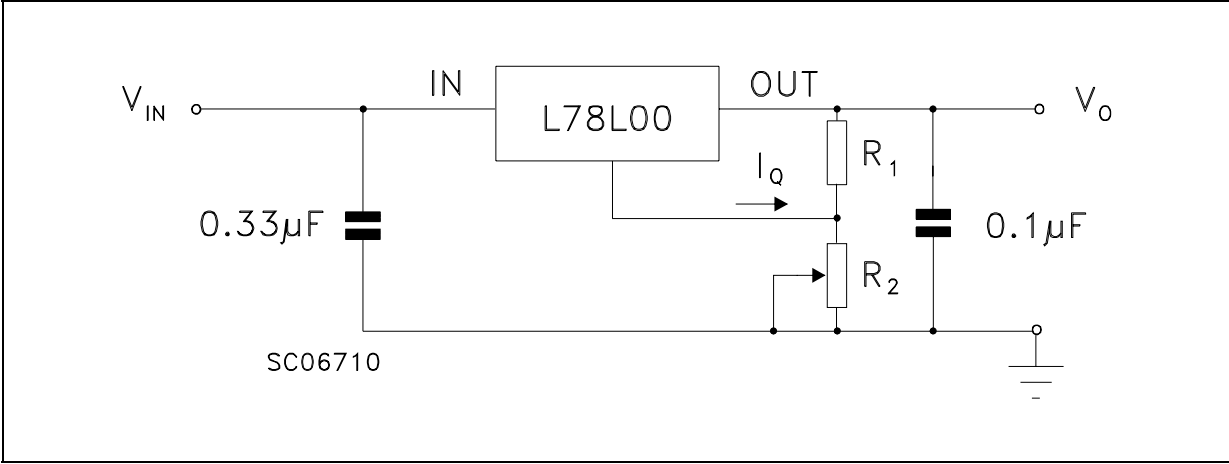 IN
OUT
V_IN
L78L00
V_O
R_1
I_Q
0.33µF
0.1µF
R_2
SC06710